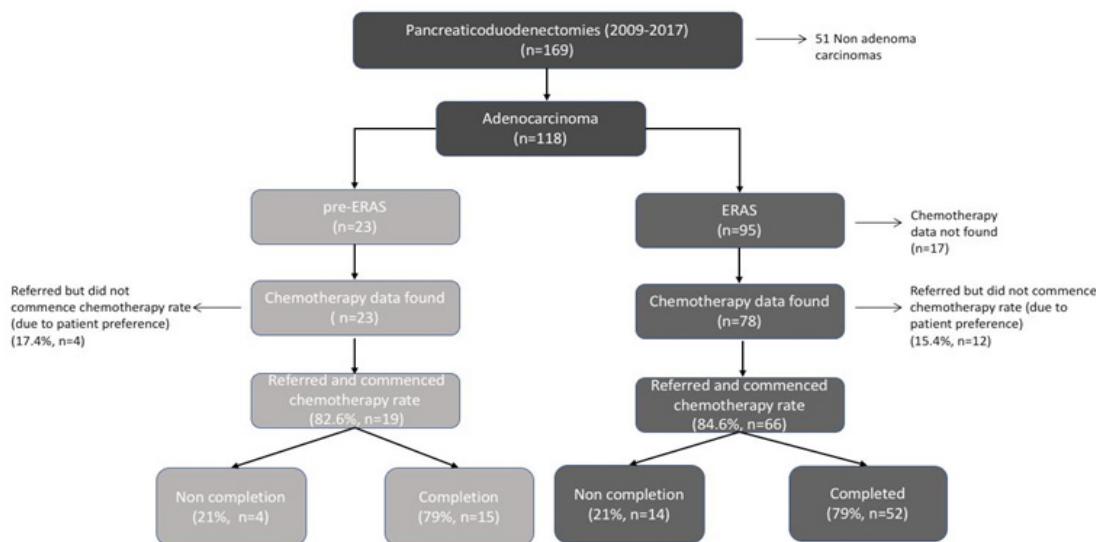 Pancreaticoduodenectomies (2009-2017)
(n=169)
51 Non adenoma
carcinomas
Adenocarcinoma
(n=118)
pre-ERAS
(n=23)
ERAS
(n=95)
Chemotherapy
data not found
(n=17)
Referred but did not
commence chemotherapy rate
(due to patient preference)
(17.4%, n=4)
Chemotherapy data found
( n=23)
Chemotherapy data found
(n=78)
Referred but did not commence
chemotherapy rate (due to
patient preference)
(15.4%, n=12)
Referred and commenced
chemotherapy rate
(82.6%, n=19)
Referred and commenced
chemotherapy rate
(84.6%, n=66)
Non completion
(21%, n=4)
Completion
(79%, n=15)
Non completion
(21%, n=14)
Completed
(79%, n=52)